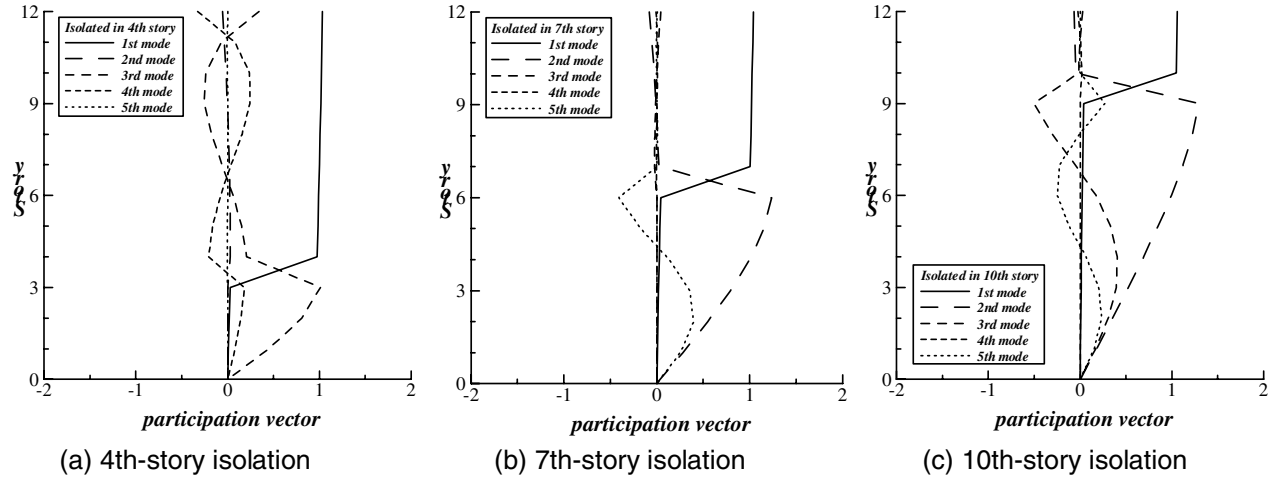 12
9
6
3
0
Story
Isolated in 4th story
1st mode
2nd mode
3rd mode
4th mode
5th mode
-2
-1
0
1
2
participation vector
(a) 4th-story isolation
12
9
6
3
0
Story
Isolated in 7th story
1st mode
2nd mode
3rd mode
4th mode
5th mode
-2
-1
0
1
2
participation vector
(b) 7th-story isolation
12
9
6
3
0
Story
Isolated in 10th story
1st mode
2nd mode
3rd mode
4th mode
5th mode
-2
-1
0
1
2
participation vector
(c) 10th-story isolation